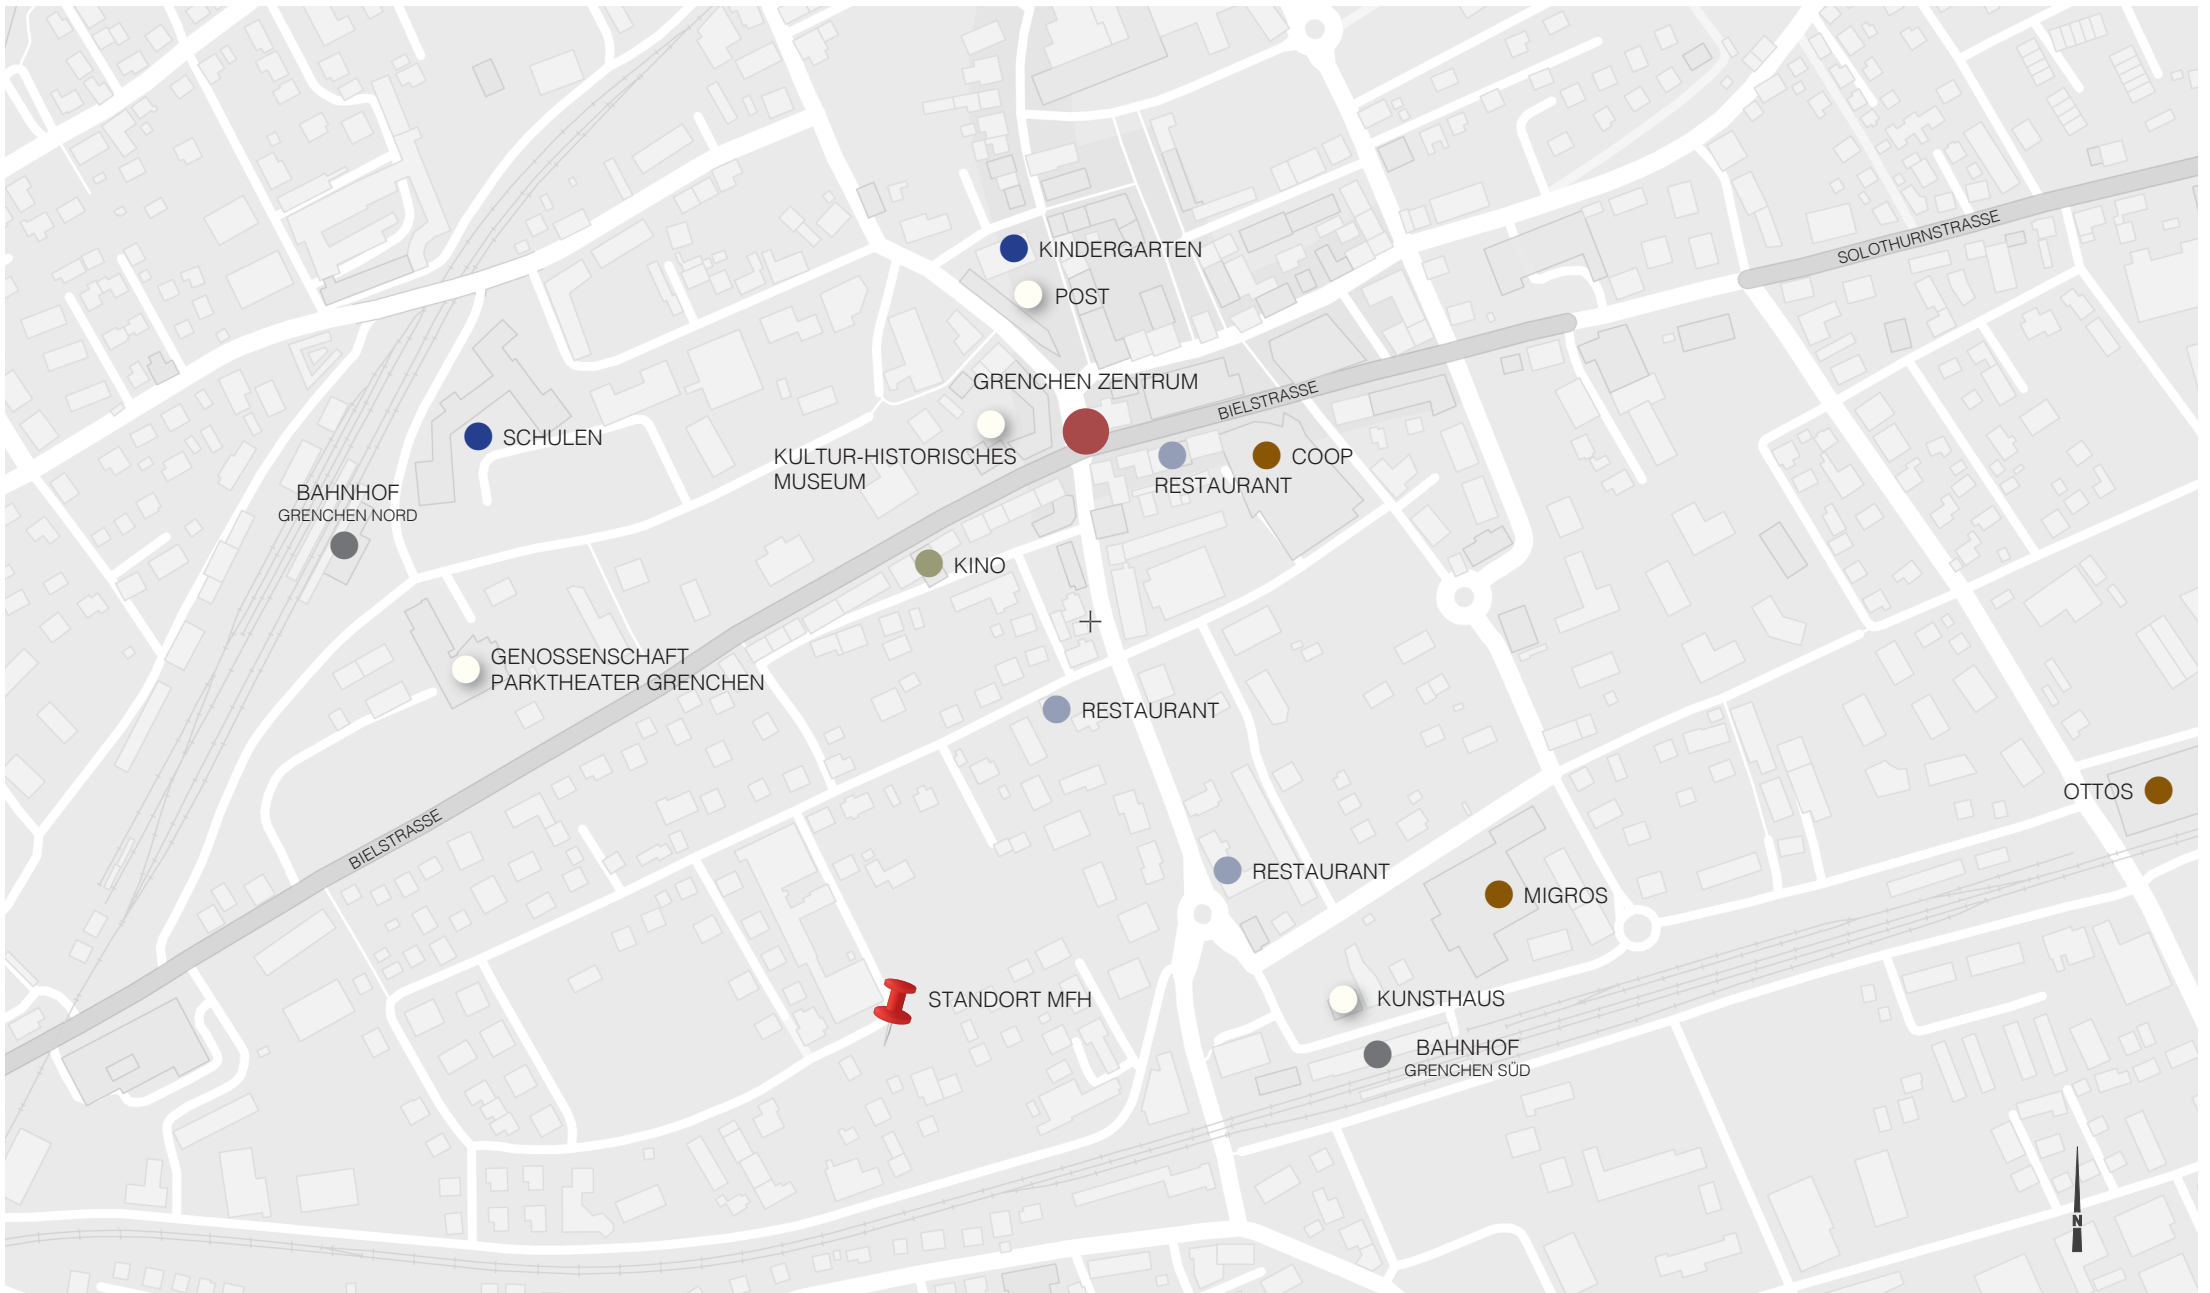 SOLOTHURNSTRASSE
KINDERGARTEN
POST
GRENCHEN ZENTRUM
BIELSTRASSE
SCHULEN
KULTUR-HISTORISCHES
MUSEUM
COOP
RESTAURANT
BAHNHOF
GRENCHEN NORD
KINO
GENOSSENSCHAFT
PARKTHEATER GRENCHEN
RESTAURANT
OTTOS
BIELSTRASSE
RESTAURANT
MIGROS
STANDORT MFH
KUNSTHAUS
BAHNHOF
GRENCHEN SÜD
N